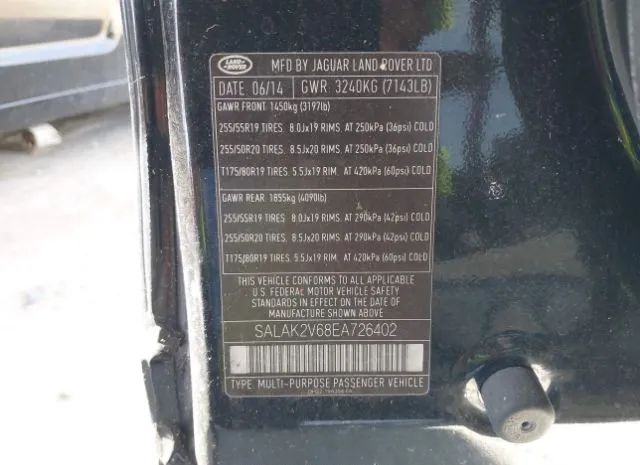 LAND ROVER
MFD BY JAGUAR LAND ROVER LTD
DATE 06/14 GWR 3240KG (7143LB)
GAWR FRONT 1450kg (3197lb)
255/55R19 TIRES. 8.0Jx19 RIMS. AT 250kPa (36psi) COLD
255/50R20 TIRES. 8.5Jx20 RIMS. AT 250kPa (36psi) COLD
T175/80R19 TIRES. 5.5Jx19 RIM. AT 420kPa (60psi) COLD
GAWR REAR 1855kg (4090lb)
255/55R19 TIRES. 8.0Jx19 RIMS. AT 290kPa (42psi) COLD
255/50R20 TIRES. 8.5Jx20 RIMS. AT 290kPa (42psi) COLD
T175/80R19 TIRES. 5.5Jx19 RIM. AT 420kPa (60psi) COLD
THIS VEHICLE CONFORMS TO ALL APPLICABLE
U.S. FEDERAL MOTOR VEHICLE SAFETY
STANDARDS IN EFFECT ON THE DATE OF
MANUFACTURE SHOWN ABOVE.
SALAK2V68EA726402
TYPE: MULTI-PURPOSE PASSENGER VEHICLE